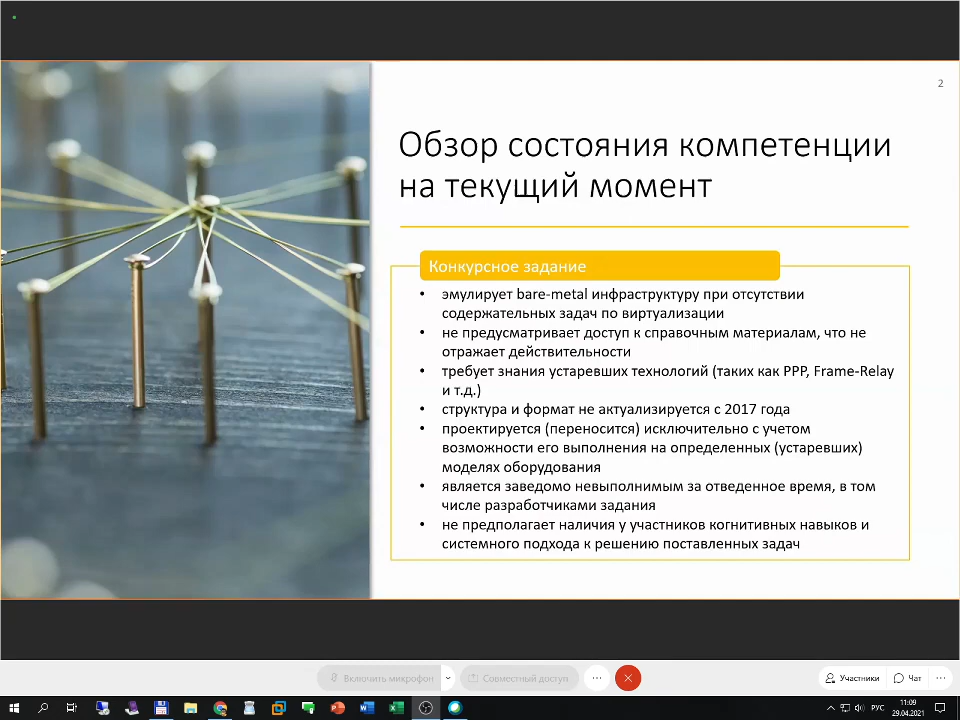 2
Обзор состояния компетенции
на текущий момент
Конкурсное задание
• эмулирует bare-metal инфраструктуру при отсутствии
содержательных задач по виртуализации
• не предусматривает доступ к справочным материалам, что не
отражает действительности
• требует знания устаревших технологий (таких как PPP, Frame-Relay
и т.д.)
• структура и формат не актуализируется с 2017 года
• проектируется (переносится) исключительно с учетом
возможности его выполнения на определенных (устаревших)
моделях оборудования
• является заведомо невыполнимым за отведенное время, в том
числе разработчиками задания
• не предполагает наличия у участников когнитивных навыков и
системного подхода к решению поставленных задач
Включить микрофон
Совместный доступ
Участники
Чат
РУС
11:09
29.04.2021